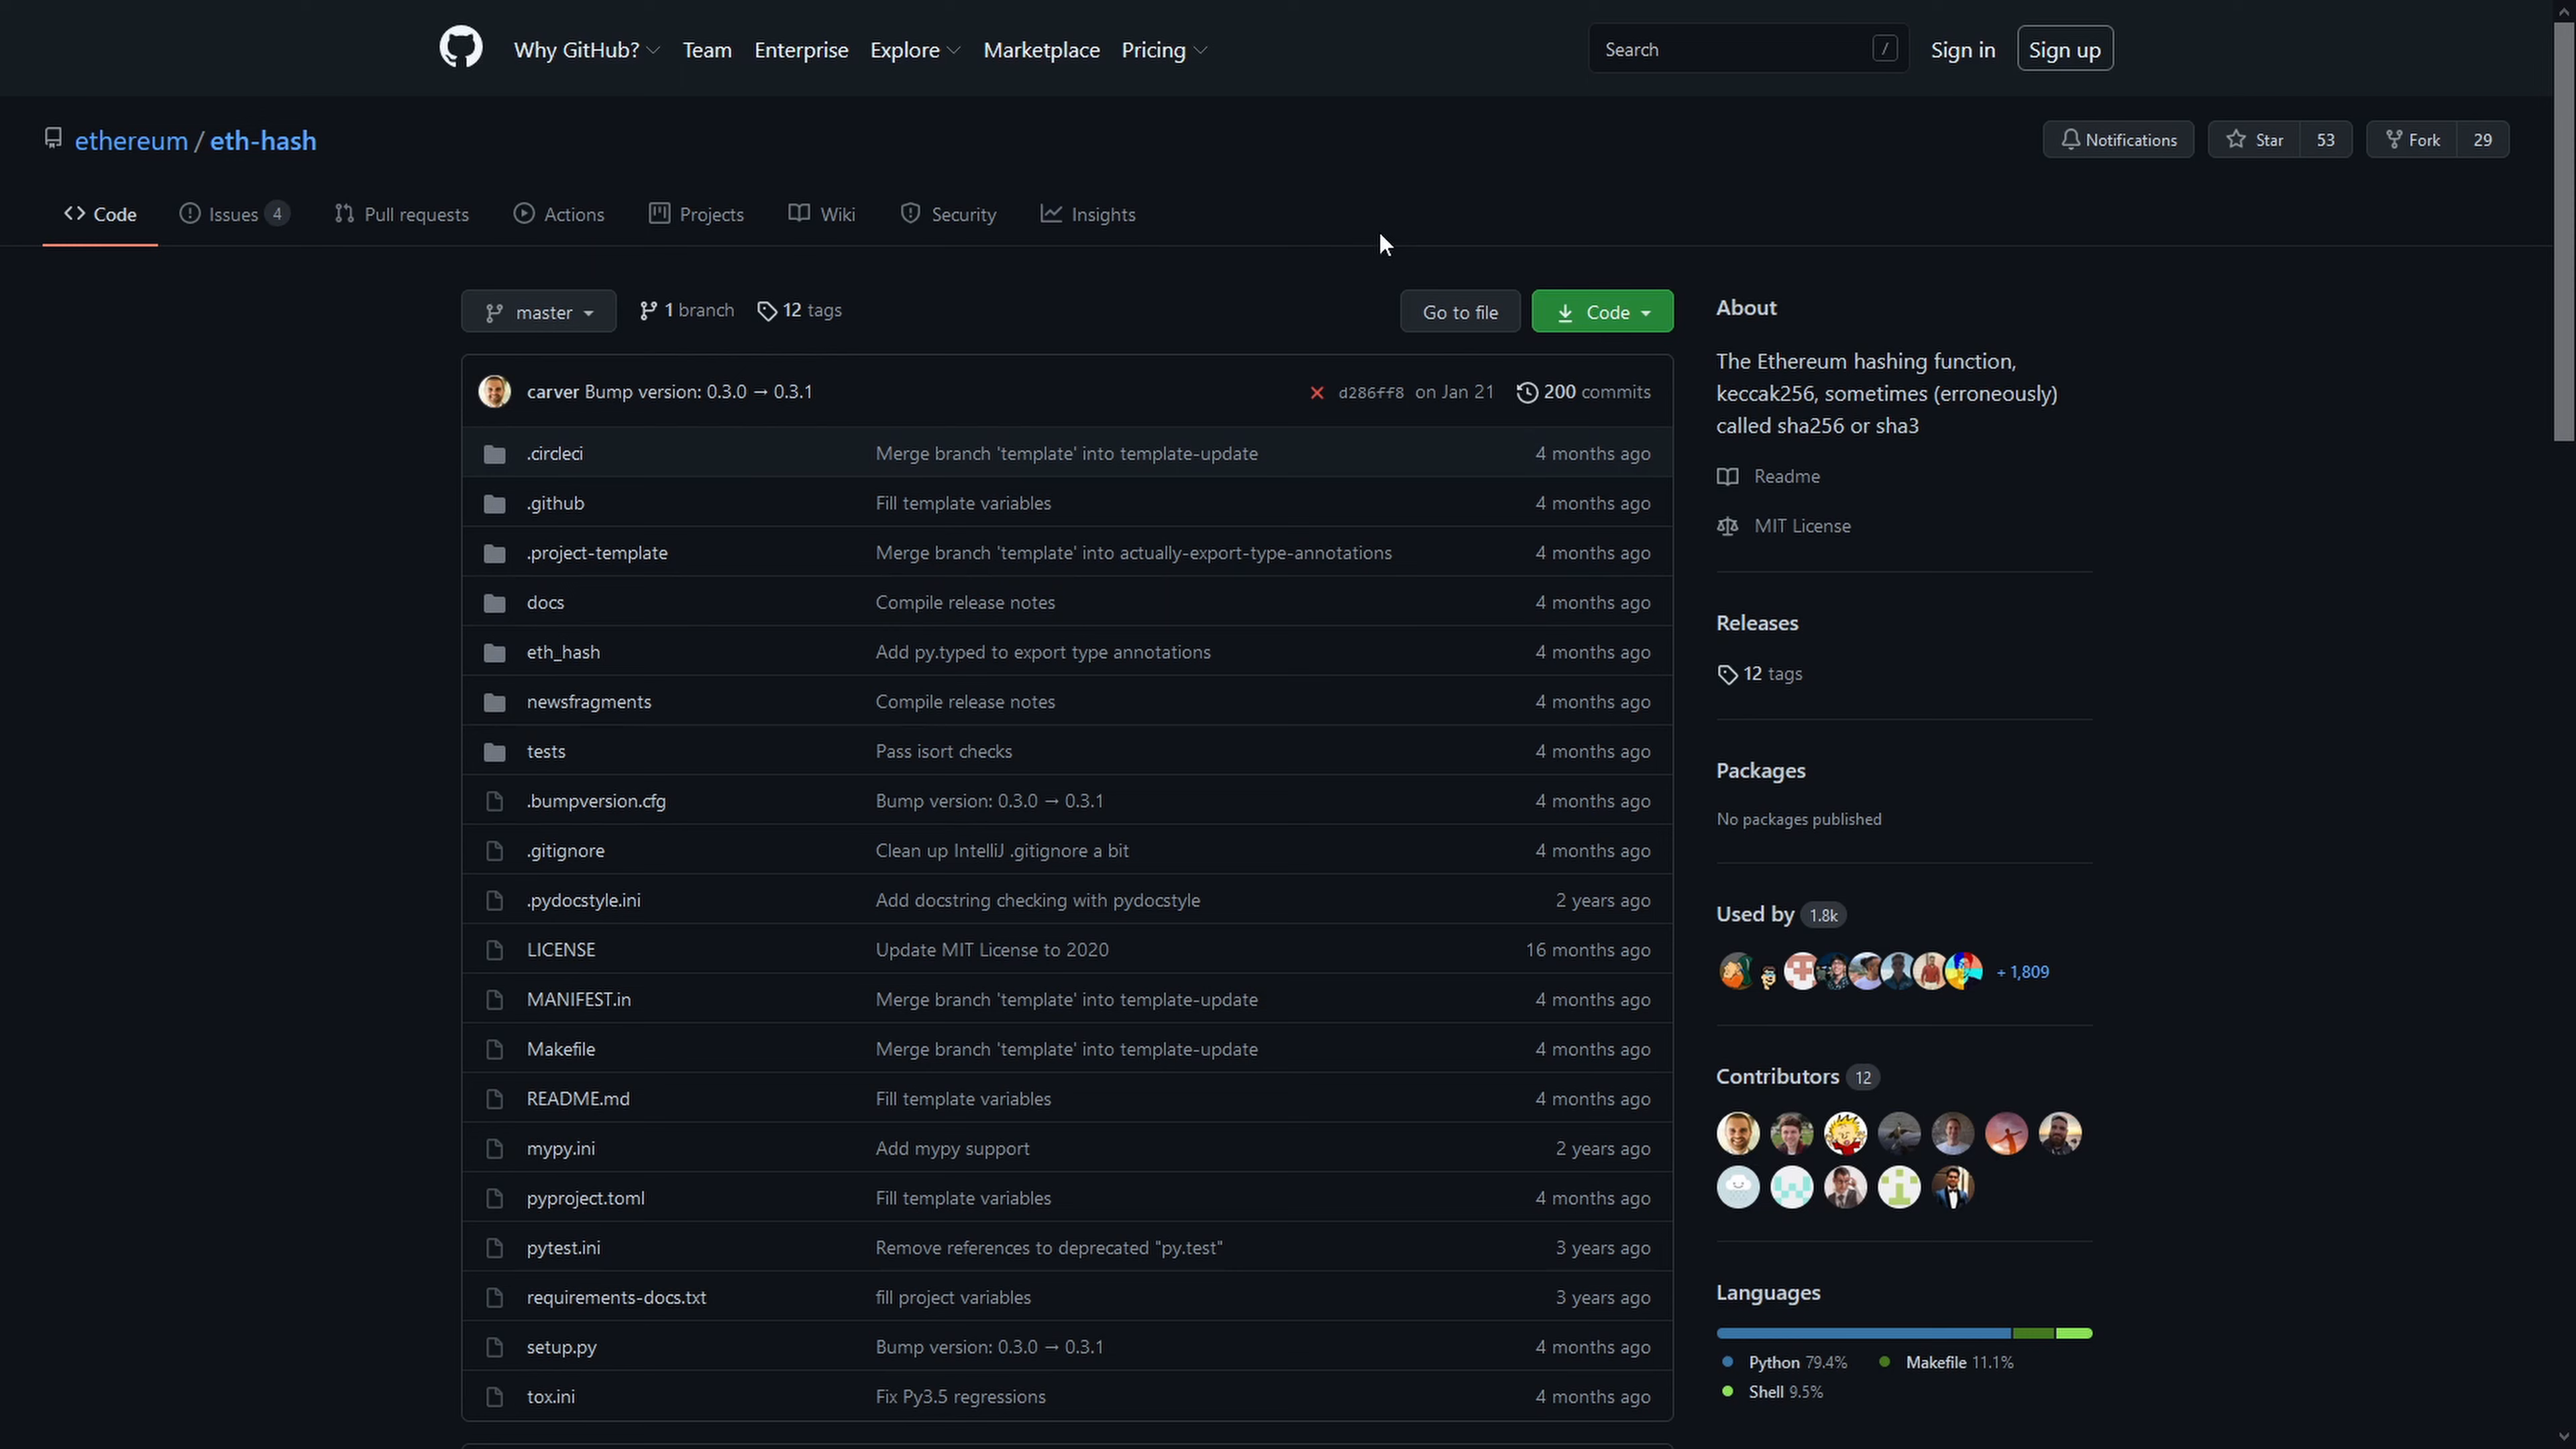 Why GitHub? Team Enterprise Explore Marketplace Pricing Search / Sign in Sign up
ethereum / eth-hash Notifications Star 53 Fork 29
Code Issues 4 Pull requests Actions Projects Wiki Security Insights
master 1 branch 12 tags Go to file Code
carver Bump version: 0.3.0 → 0.3.1 d286ff8 on Jan 21 200 commits
.circleci Merge branch 'template' into template-update 4 months ago
.github Fill template variables 4 months ago
.project-template Merge branch 'template' into actually-export-type-annotations 4 months ago
docs Compile release notes 4 months ago
eth_hash Add py.typed to export type annotations 4 months ago
newsfragments Compile release notes 4 months ago
tests Pass isort checks 4 months ago
.bumpversion.cfg Bump version: 0.3.0 → 0.3.1 4 months ago
.gitignore Clean up IntelliJ .gitignore a bit 4 months ago
.pydocstyle.ini Add docstring checking with pydocstyle 2 years ago
LICENSE Update MIT License to 2020 16 months ago
MANIFEST.in Merge branch 'template' into template-update 4 months ago
Makefile Merge branch 'template' into template-update 4 months ago
README.md Fill template variables 4 months ago
mypy.ini Add mypy support 2 years ago
pyproject.toml Fill template variables 4 months ago
pytest.ini Remove references to deprecated "py.test" 3 years ago
requirements-docs.txt fill project variables 3 years ago
setup.py Bump version: 0.3.0 → 0.3.1 4 months ago
tox.ini Fix Py3.5 regressions 4 months ago
About
The Ethereum hashing function,
keccak256, sometimes (erroneously)
called sha256 or sha3
Readme
MIT License
Releases
12 tags
Packages
No packages published
Used by 1.8k
+ 1,809
Contributors 12
Languages
Python 79.4% Makefile 11.1%
Shell 9.5%